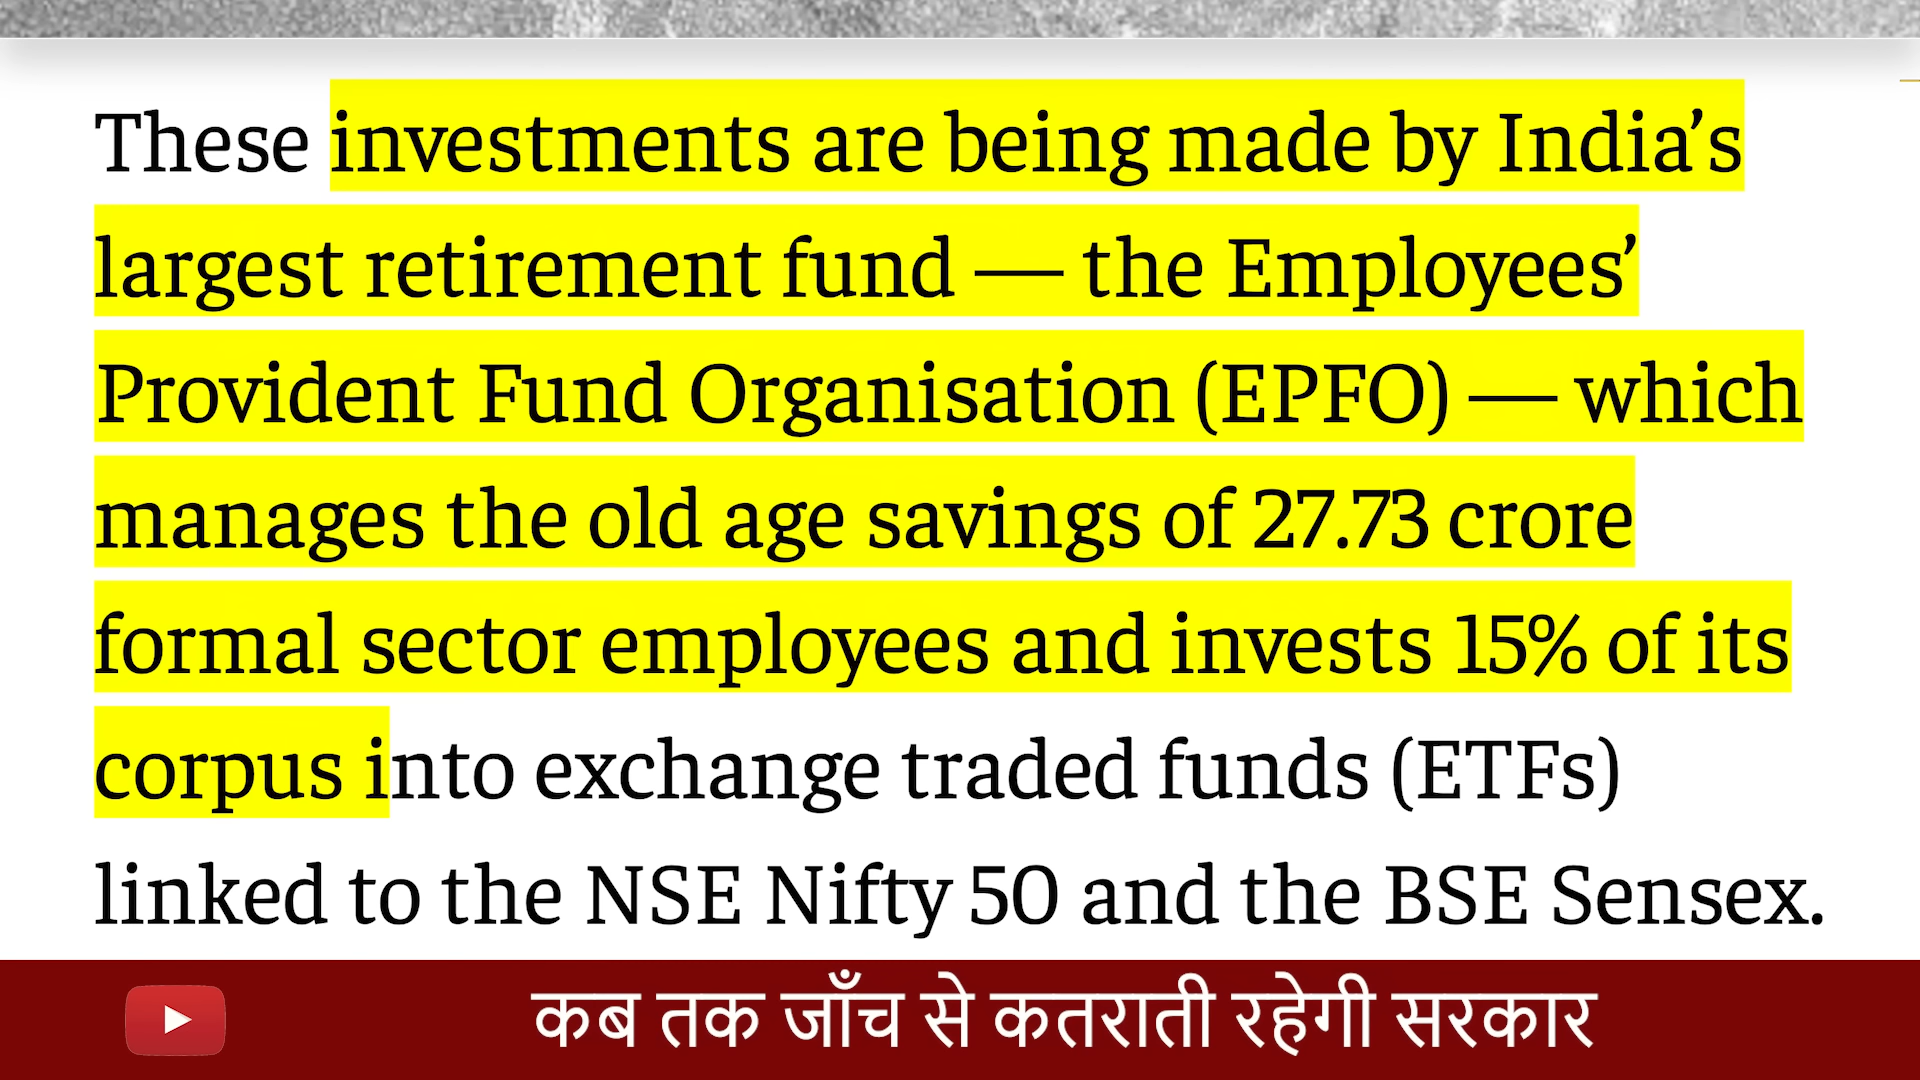 These investments are being made by India’s
largest retirement fund — the Employees’
Provident Fund Organisation (EPFO) — which
manages the old age savings of 27.73 crore
formal sector employees and invests 15% of its
corpus into exchange traded funds (ETFs)
linked to the NSE Nifty 50 and the BSE Sensex.
कब तक जाँच से कतराती रहेगी सरकार